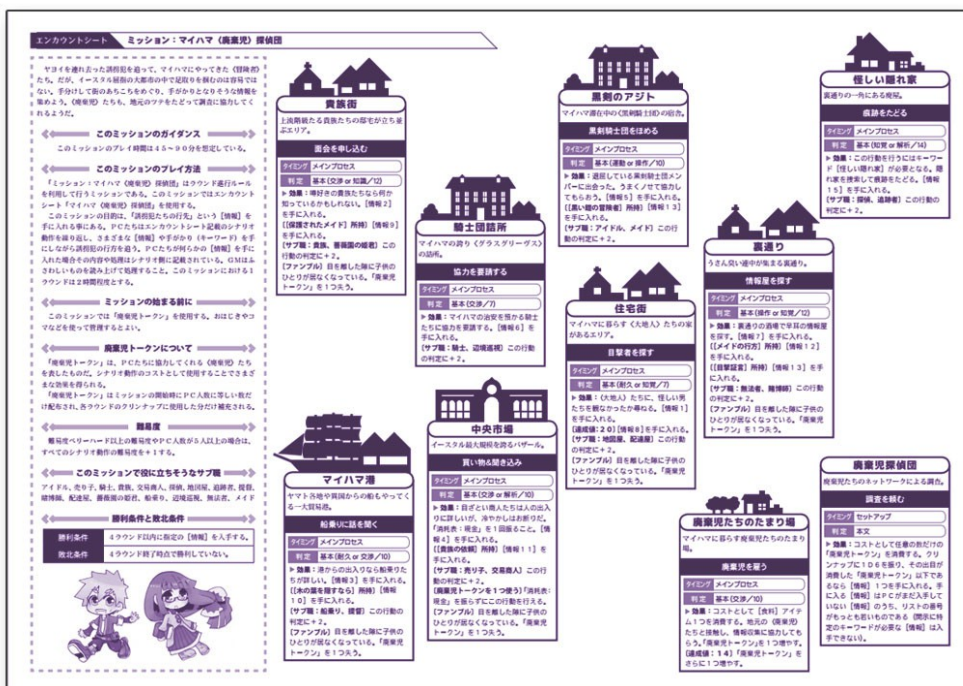 エンカウントシート　ミッション：マイハマ〈廃棄児〉探偵団
ヤヨイを連れ去った誘拐犯を追って、マイハマにやってきた〈冒険者〉
たち。だが、イースタル屈指の大都市の中で足取りを掴むのは容易では
ない。手分けして街のあちこちをめぐり、手がかりとなりそうな情報を
集めよう。〈廃棄児〉たちも、地元のツテをたどって調査に協力してく
れるようだ。
このミッションのガイダンス
このミッションのプレイ時間は４５～９０分を想定している。
このミッションのプレイ方法
「ミッション：マイハマ〈廃棄児〉探偵団」はラウンド進行ルール
を利用して行うミッションである。このミッションではエンカウント
シート「マイハマ〈廃棄児〉探偵団」を使用する。
このミッションの目的は、「誘拐犯たちの行先」という［情報］を
手に入れる事にある。ＰＣたちはエンカウントシート記載のシナリオ
動作を繰り返し、さまざまな［情報］や手がかり（キーワード）を手に
しながら誘拐犯の行方を追う。ＰＣたちが何らかの［情報］を手に
入れた場合その内容や処理はシナリオ側に記載されている。ＧＭはふ
さわしいものを読み上げて処理すること。このミッションにおける１
ラウンドは２時間程度とする。
ミッションの始まる前に
このミッションでは「廃棄児トークン」を使用する。おはじきやコ
マなどを使って管理するとよい。
廃棄児トークンについて
「廃棄児トークン」は、ＰＣたちに協力してくれる〈廃棄児〉たち
を表したものだ。シナリオ動作のコストとして使用することでさまざ
まな効果を得られる。
「廃棄児トークン」はミッションの開始時にＰＣ人数に等しい数だ
け配布され、各ラウンドのクリンナップに使用した分だけ補充される。
難易度
難易度ベリーハード以上の難易度やＰＣ人数が５人以上の場合は、
すべてのシナリオ動作の難易度を＋１する。
このミッションで役に立ちそうなサブ職
アイドル、売り子、騎士、貴族、交易商人、探偵、地図屋、追跡者、提督、
賭博師、配達屋、薔薇園の姫君、船乗り、辺境巡視、無法者、メイド
勝利条件と敗北条件
勝利条件　４ラウンド以内に指定の［情報］を入手する。
敗北条件　４ラウンド終了時点で勝利していない。
貴族街
上流階級たる貴族たちの邸宅が立ち並
ぶエリア。
面会を申し込む
タイミング　メインプロセス
判定　基本（交渉 or 知識／12）
▶効果：噂好きの貴族たちなら何か
知っているかもしれない。［情報２］
を手に入れる。
［［保護されたメイド］所持］［情報９］
を手に入れる。
［サブ職：貴族、薔薇園の姫君］この行
動の判定に＋２。
［ファンブル］目を離した隙に子供の
ひとりが居なくなっている。「廃棄児
トークン」を１つ失う。
騎士団詰所
マイハマの誇り〈グラスグリーヴス〉
の詰所。
協力を要請する
タイミング　メインプロセス
判定　基本（交渉／7）
▶効果：マイハマの治安を預かる騎士
たちに協力を要請する。［情報６］を
手に入れる。
［サブ職：騎士、辺境巡視］この行動
の判定に＋２。
マイハマ港
ヤマト各地や異国からの船もやってく
る一大貿易港。
船乗りに話を聞く
タイミング　メインプロセス
判定　基本（耐久 or 交渉／10）
▶効果：港からの出入りなら船乗りた
ちが詳しい。［情報３］を手に入れる。
［［木の葉を隠すなら］所持］［情報
１０］を手に入れる。
［サブ職：船乗り、提督］この行動の
判定に＋２。
［ファンブル］目を離した隙に子供の
ひとりが居なくなっている。「廃棄児
トークン」を１つ失う。
中央市場
イースタル最大規模を誇るバザール。
買い物＆聞き込み
タイミング　メインプロセス
判定　基本（交渉 or 解析／10）
▶効果：目ざとい商人たちは人の出入
りに詳しいが、冷やかしはお断りだ。
「消耗表：現金」を１回振ること。［情
報４］を手に入れる。
［［貴族の依頼］所持］［情報１１］を
手に入れる。
［サブ職：売り子、交易商人］この行
動の判定に＋２。
［廃棄児トークンを１つ使う］「消耗表：
現金」を振らずにこの行動を行える。
［ファンブル］目を離した隙に子供の
ひとりが居なくなっている。「廃棄児
トークン」を１つ失う。
黒剣のアジト
マイハマ滞在中の〈黒剣騎士団〉の宿舎。
黒剣騎士団をほめる
タイミング　メインプロセス
判定　基本（運動 or 操作／10）
▶効果：退屈している黒剣騎士団メン
バーに出会った。うまくノせて協力し
てもらおう。［情報５］を手に入れる。
［［黒い鎧の冒険者］所持］［情報１３］
を手に入れる。
［サブ職：アイドル、メイド］この行
動の判定に＋２。
住宅街
マイハマに暮らす〈大地人〉たちの家
があるエリア。
目撃者を探す
タイミング　メインプロセス
判定　基本（耐久 or 知覚／7）
▶効果：〈大地人〉たちに、怪しい男
たちを観なかったか尋ねる。［情報１］
を手に入れる。
［達成値：２０］［情報８］を手に入れる。
［サブ職：地図屋、配達屋］この行動
の判定に＋２。
［ファンブル］目を離した隙に子供の
ひとりが居なくなっている。「廃棄児
トークン」を１つ失う。
怪しい隠れ家
裏通りの一角にある廃屋。
痕跡をたどる
タイミング　メインプロセス
判定　基本（知覚 or 解析／14）
▶効果：この行動を行うにはキーワー
ド［怪しい隠れ家］が必要となる。隠
れ家を捜索して痕跡をたどる。［情報
１５］を手に入れる。
［サブ職：探偵、追跡者］この行動の
判定に＋２。
裏通り
うさん臭い連中が集まる裏通り。
情報屋を探す
タイミング　メインプロセス
判定　基本（操作 or 知覚／12）
▶効果：裏通りの酒場で早耳の情報屋
を探す。［情報７］を手に入れる。
［［メイドの行方］所持］［情報１２］
を手に入れる。
［［目撃証言］所持］［情報１３］を手
に入れる。
［サブ職：無法者、賭博師］この行動
の判定に＋２。
［ファンブル］目を離した隙に子供の
ひとりが居なくなっている。「廃棄児
トークン」を１つ失う。
廃棄児たちのたまり場
マイハマに暮らす廃棄児たちのたまり
場。
廃棄児を雇う
タイミング　メインプロセス
判定　基本（交渉／10）
▶効果：コストとして［食料］アイテ
ム１つを消費する。地元の〈廃棄児〉
たちと接触し、情報収集に協力しても
らう。「廃棄児トークン」を１つ増やす。
［達成値：１４］「廃棄児トークン」を
さらに１つ増やす。
廃棄児探偵団
廃棄児たちのネットワークによる調査。
調査を頼む
タイミング　セットアップ
判定　本文
▶効果：コストとして任意の数だけの
「廃棄児トークン」を消費する。クリ
ンナップに１Ｄ６を振り、その出目が
消費した「廃棄児トークン」以下であ
るなら［情報］１つを手に入れる。手
に入る［情報］はＰＣがまだ入手して
いない［情報］のうち、リストの番号
がもっとも若いものである（開示に特
定のキーワードが必要な［情報］は入
手できない）。